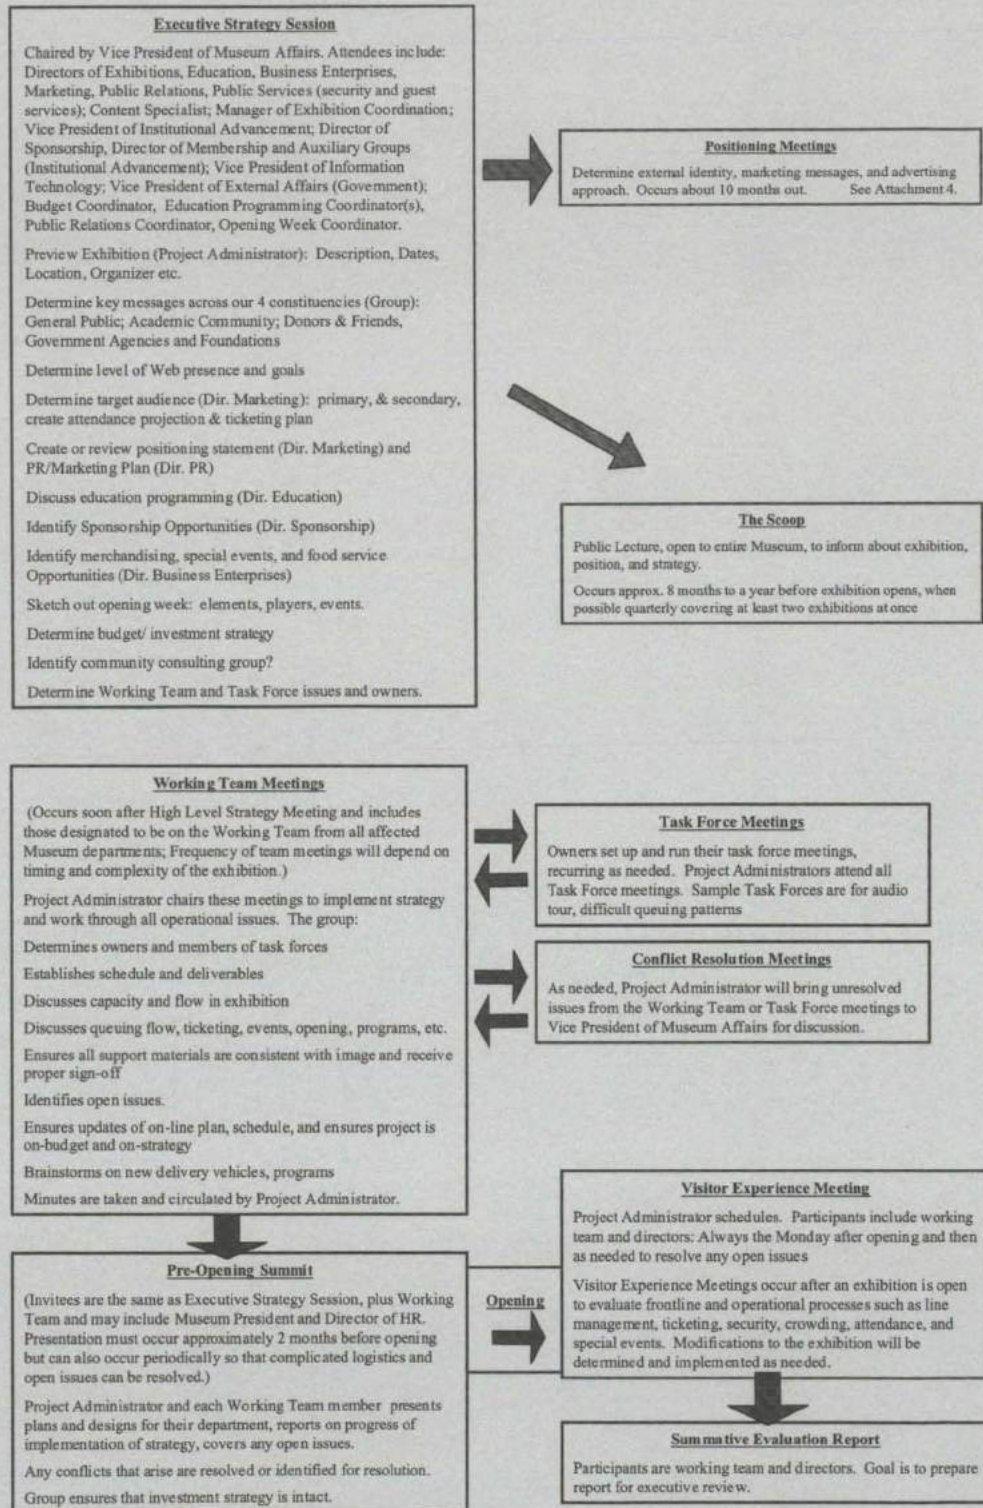 Executive Strategy Session
Chaired by Vice President of Museum Affairs. Attendees include:
Directors of Exhibitions, Education, Business Enterprises,
Marketing, Public Relations, Public Services (security and guest
services); Content Specialist; Manager of Exhibition Coordination;
Vice President of Institutional Advancement; Director of
Sponsorship, Director of Membership and Auxiliary Groups
(Institutional Advancement); Vice President of Information
Technology; Vice President of External Affairs (Government);
Budget Coordinator, Education Programming Coordinator(s),
Public Relations Coordinator, Opening Week Coordinator.
Preview Exhibition (Project Administrator): Description, Dates,
Location, Organizer etc.
Determine key messages across our 4 constituencies (Group):
General Public; Academic Community; Donors & Friends,
Government Agencies and Foundations
Determine level of Web presence and goals
Determine target audience (Dir. Marketing): primary, & secondary,
create attendance projection & ticketing plan
Create or review positioning statement (Dir. Marketing) and
PR/Marketing Plan (Dir. PR)
Discuss education programming (Dir. Education)
Identify Sponsorship Opportunities (Dir. Sponsorship)
Identify merchandising, special events, and food service
Opportunities (Dir. Business Enterprises)
Sketch out opening week: elements, players, events.
Determine budget/ investment strategy
Identify community consulting group?
Determine Working Team and Task Force issues and owners.
Positioning Meetings
Determine external identity, marketing messages, and advertising
approach. Occurs about 10 months out. See Attachment 4.
The Scoop
Public Lecture, open to entire Museum, to inform about exhibition,
position, and strategy.
Occurs approx. 8 months to a year before exhibition opens, when
possible quarterly covering at least two exhibitions at once
Working Team Meetings
(Occurs soon after High Level Strategy Meeting and includes
those designated to be on the Working Team from all affected
Museum departments; Frequency of team meetings will depend on
timing and complexity of the exhibition.)
Project Administrator chairs these meetings to implement strategy
and work through all operational issues. The group:
Determines owners and members of task forces
Establishes schedule and deliverables
Discusses capacity and flow in exhibition
Discusses queuing flow, ticketing, events, opening, programs, etc.
Ensures all support materials are consistent with image and receive
proper sign-off
Identifies open issues.
Ensures updates of on-line plan, schedule, and ensures project is
on-budget and on-strategy
Brainstorms on new delivery vehicles, programs
Minutes are taken and circulated by Project Administrator.
Task Force Meetings
Owners set up and run their task force meetings,
recurring as needed. Project Administrators attend all
Task Force meetings. Sample Task Forces are for audio
tour, difficult queuing patterns
Conflict Resolution Meetings
As needed, Project Administrator will bring unresolved
issues from the Working Team or Task Force meetings to
Vice President of Museum Affairs for discussion.
Pre-Opening Summit
(Invitees are the same as Executive Strategy Session, plus Working
Team and may include Museum President and Director of HR.
Presentation must occur approximately 2 months before opening
but can also occur periodically so that complicated logistics and
open issues can be resolved.)
Project Administrator and each Working Team member presents
plans and designs for their department, reports on progress of
implementation of strategy, covers any open issues.
Any conflicts that arise are resolved or identified for resolution.
Group ensures that investment strategy is intact.
Opening
Visitor Experience Meeting
Project Administrator schedules. Participants include working
team and directors: Always the Monday after opening and then
as needed to resolve any open issues
Visitor Experience Meetings occur after an exhibition is open
to evaluate frontline and operational processes such as line
management, ticketing, security, crowding, attendance, and
special events. Modifications to the exhibition will be
determined and implemented as needed.
Summative Evaluation Report
Participants are working team and directors. Goal is to prepare
report for executive review.